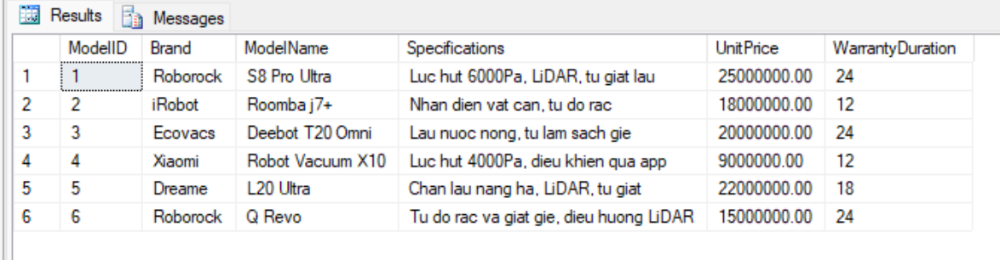 Results Messages
ModelID Brand ModelName Specifications UnitPrice WarrantyDuration
1 1 Roborock S8 Pro Ultra Luc hut 6000Pa, LiDAR, tu giat lau 25000000.00 24
2 2 iRobot Roomba j7+ Nhan dien vat can, tu do rac 18000000.00 12
3 3 Ecovacs Deebot T20 Omni Lau nuoc nong, tu lam sach gie 20000000.00 24
4 4 Xiaomi Robot Vacuum X10 Luc hut 4000Pa, dieu khien qua app 9000000.00 12
5 5 Dreame L20 Ultra Chan lau nang ha, LiDAR, tu giat 22000000.00 18
6 6 Roborock Q Revo Tu do rac va giat gie, dieu huong LiDAR 15000000.00 24